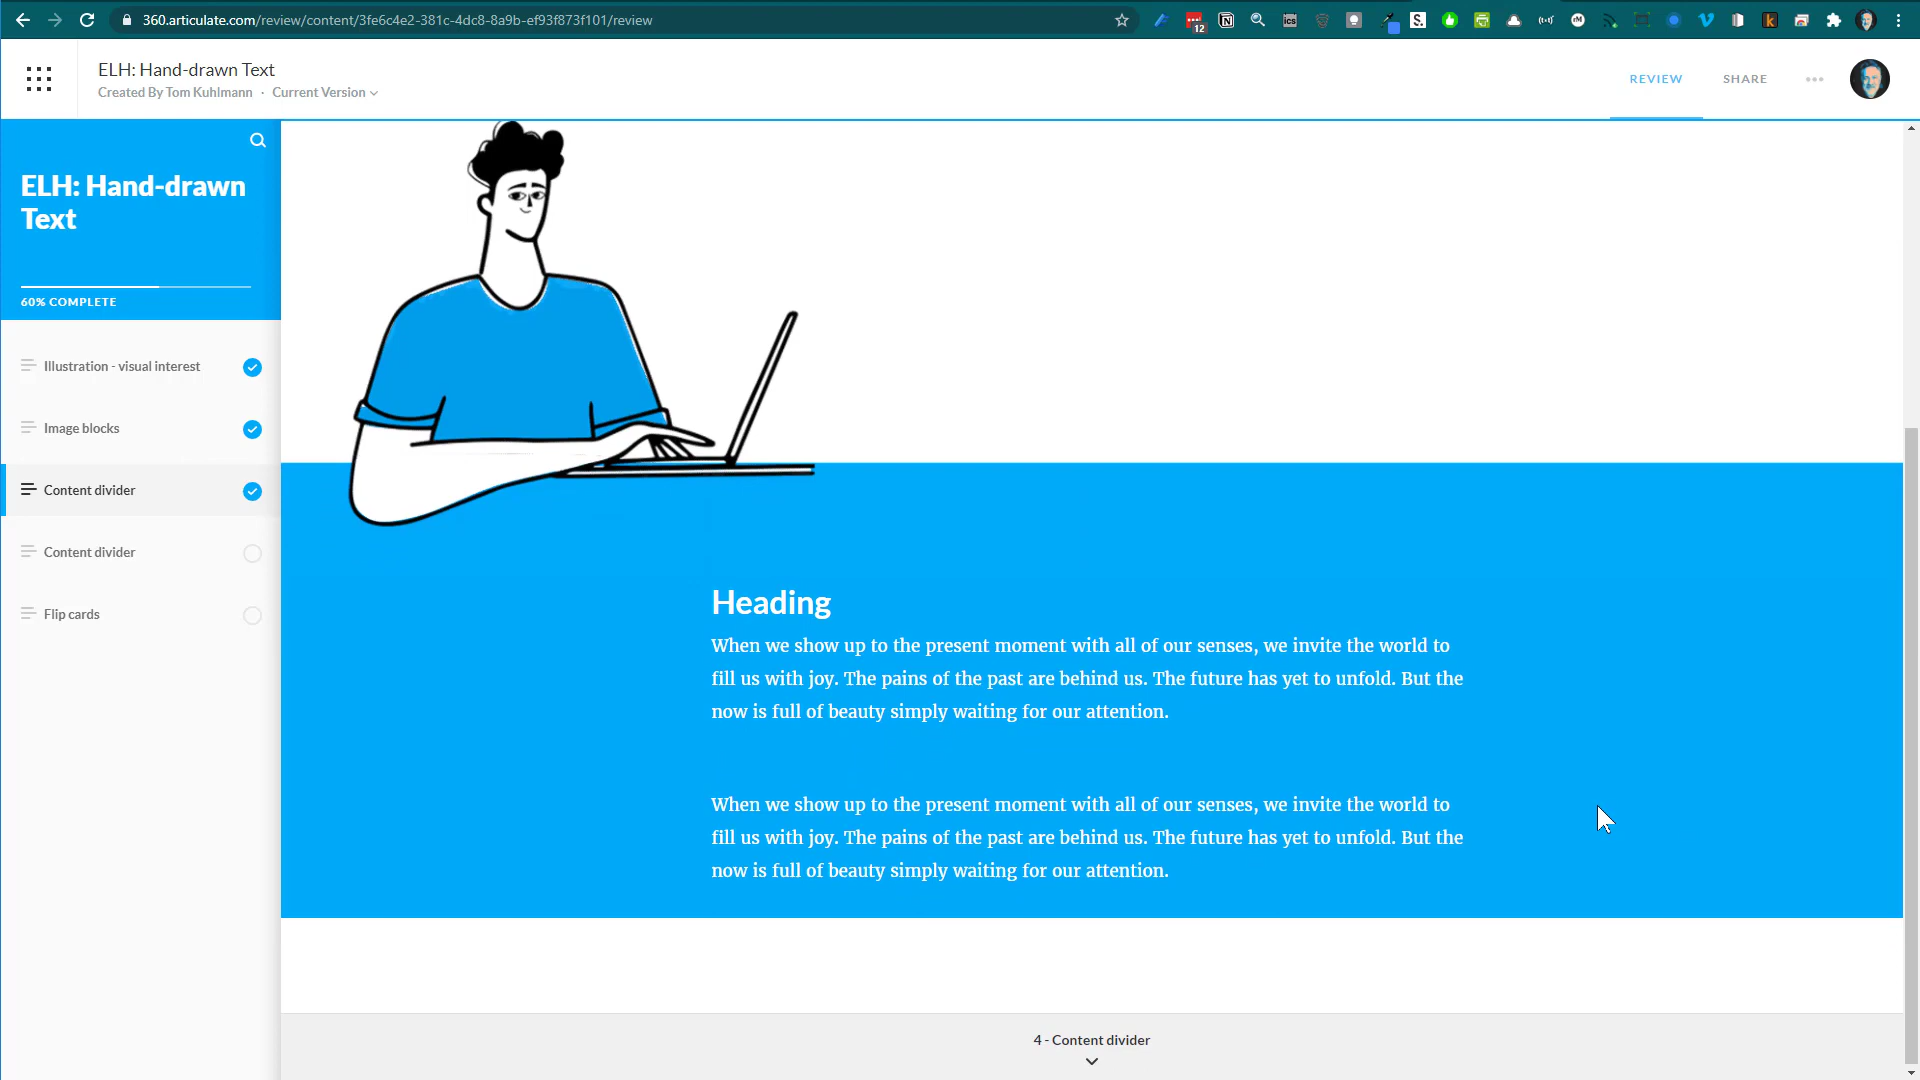 360.articulate.com/review/content/3fe6c4e2-381c-4dc8-8a9b-ef93f873f101/review
12
ics
S.
rM
k
ELH: Hand-drawn Text
Created By Tom Kuhlmann · Current Version
REVIEW
SHARE
ELH: Hand-drawn
Text
60% COMPLETE
Illustration - visual interest
Image blocks
Content divider
Content divider
Flip cards
Heading
When we show up to the present moment with all of our senses, we invite the world to
fill us with joy. The pains of the past are behind us. The future has yet to unfold. But the
now is full of beauty simply waiting for our attention.
When we show up to the present moment with all of our senses, we invite the world to
fill us with joy. The pains of the past are behind us. The future has yet to unfold. But the
now is full of beauty simply waiting for our attention.
4 - Content divider